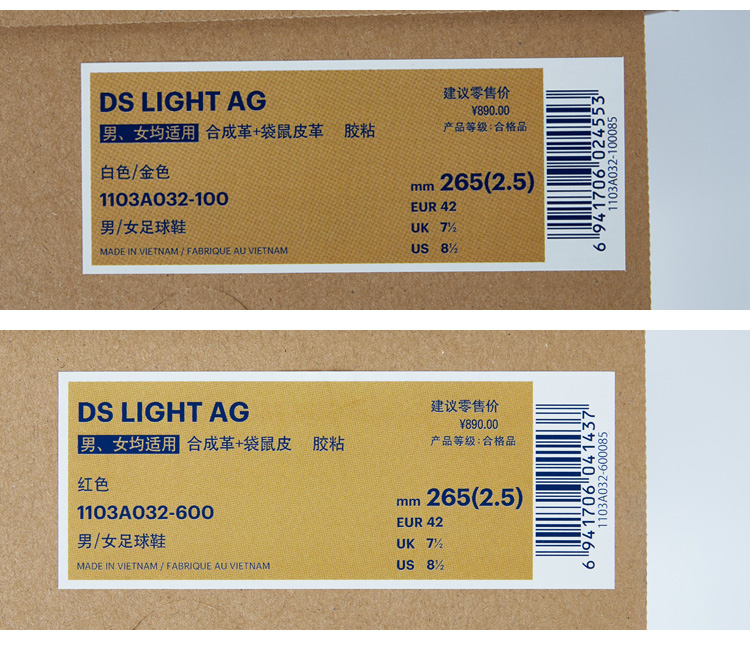 DS LIGHT AG
男、女均适用 合成革+袋鼠皮革 胶粘
白色/金色
1103A032-100
男/女足球鞋
MADE IN VIETNAM / FABRIQUE AU VIETNAM
建议零售价
¥890.00
产品等级:合格品
mm 265(2.5)
EUR 42
UK 7½
US 8½
6 941706 024553
1103A032-100085
DS LIGHT AG
男、女均适用 合成革+袋鼠皮 胶粘
红色
1103A032-600
男/女足球鞋
MADE IN VIETNAM / FABRIQUE AU VIETNAM
建议零售价
¥890.00
产品等级:合格品
mm 265(2.5)
EUR 42
UK 7½
US 8½
6 941706 041437
1103A032-600085